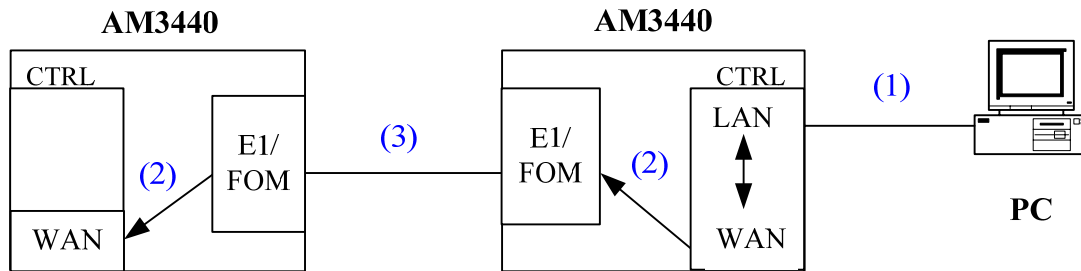 AM3440
AM3440
CTRL
E1/
FOM
(2)
WAN
(3)
E1/
FOM
(2)
CTRL
LAN
WAN
(1)
PC